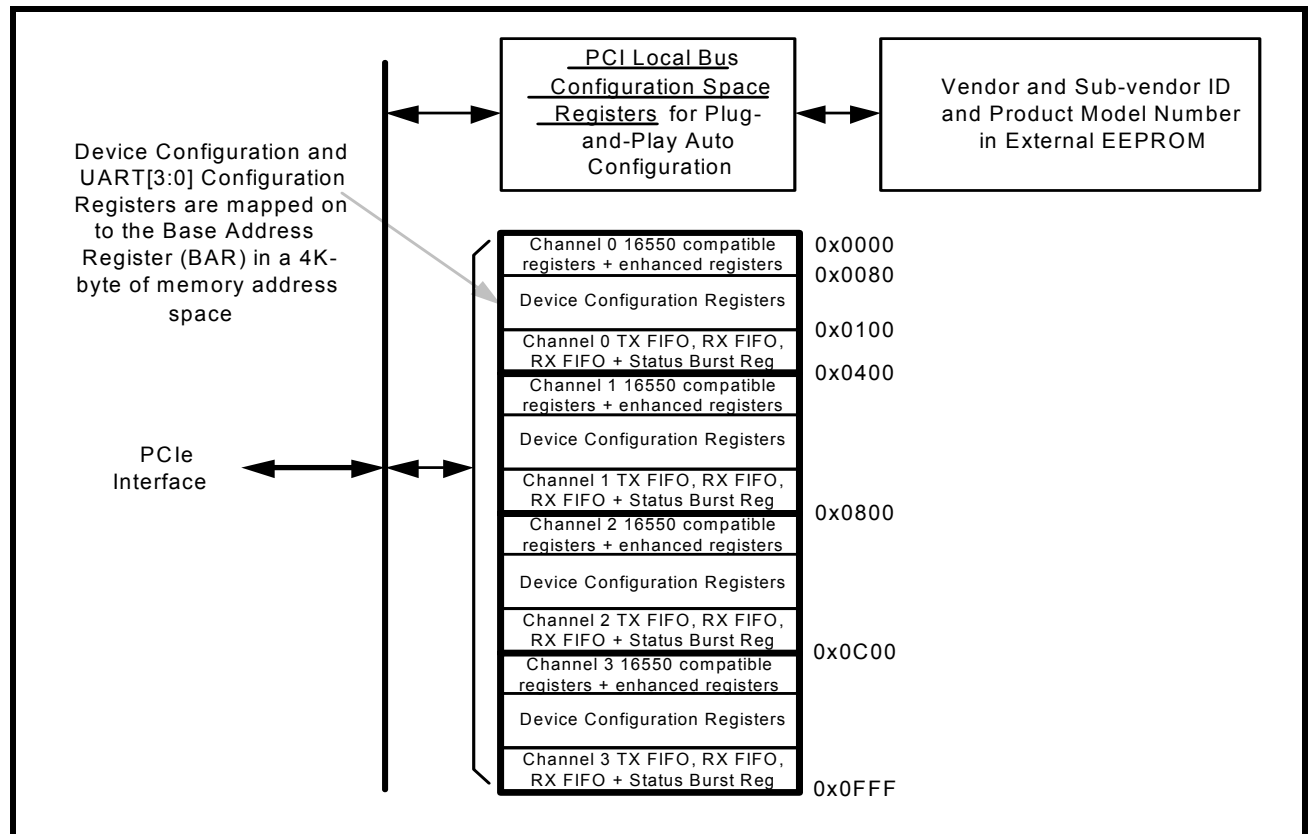 PCI Local Bus
Configuration Space
Registers for Plug-
and-Play Auto
Configuration
Vendor and Sub-vendor ID
and Product Model Number
in External EEPROM
Device Configuration and
UART[3:0] Configuration
Registers are mapped on
to the Base Address
Register (BAR) in a 4K-
byte of memory address
space
PCIe
Interface
Channel 0 16550 compatible
registers + enhanced registers
0x0000
0x0080
Device Configuration Registers
0x0100
Channel 0 TX FIFO, RX FIFO,
RX FIFO + Status Burst Reg
0x0400
Channel 1 16550 compatible
registers + enhanced registers
Device Configuration Registers
Channel 1 TX FIFO, RX FIFO,
RX FIFO + Status Burst Reg
0x0800
Channel 2 16550 compatible
registers + enhanced registers
Device Configuration Registers
Channel 2 TX FIFO, RX FIFO,
RX FIFO + Status Burst Reg
0x0C00
Channel 3 16550 compatible
registers + enhanced registers
Device Configuration Registers
Channel 3 TX FIFO, RX FIFO,
RX FIFO + Status Burst Reg
0x0FFF